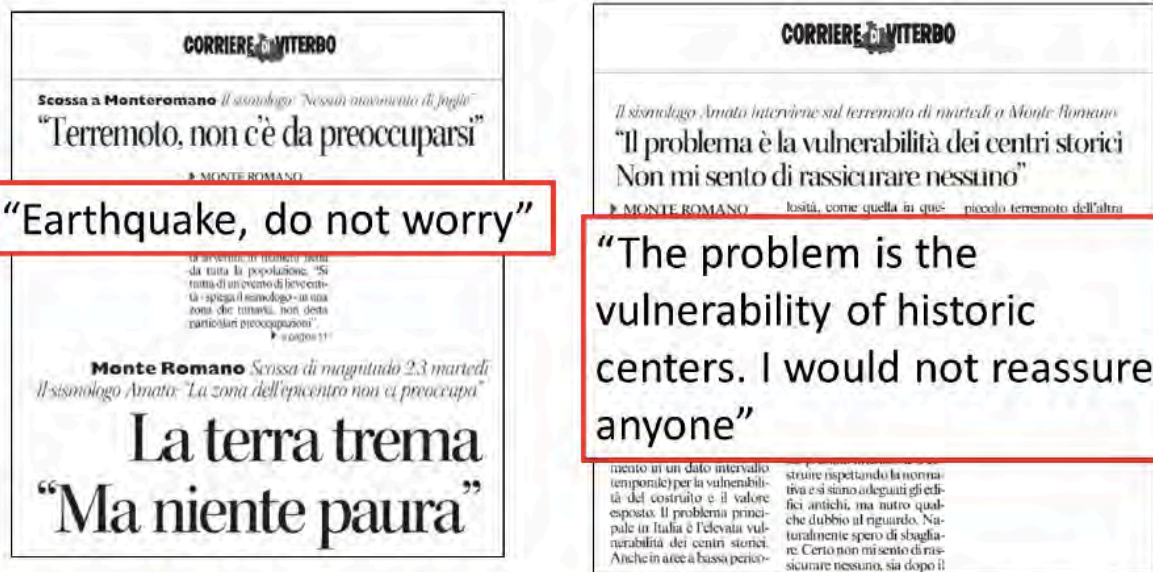 CORRIERE DI VITERBO
Scossa a Monteromano Il sismologo: "Nessun movimento di faglie"
"Terremoto, non c'è da preoccuparsi"
MONTE ROMANO
"Earthquake, do not worry"
da tutta la popolazione. "Si
tratta di un evento di lieve enti-
tà - spiega il sismologo - in una
zona che tuttavia, non desta
particolari preoccupazioni".
Monte Romano Scossa di magnitudo 2.3 martedì
Il sismologo Amato: "La zona dell'epicentro non ci preoccupa"
La terra trema
"Ma niente paura"
CORRIERE DI VITERBO
Il sismologo Amato interviene sul terremoto di martedì a Monte Romano
"Il problema è la vulnerabilità dei centri storici
Non mi sento di rassicurare nessuno"
MONTE ROMANO
losità, come quella in que-
piccolo terremoto dell'altra
"The problem is the
vulnerability of historic
centers. I would not reassure
anyone"
mento in un dato intervallo
temporale) per la vulnerabili-
tà del costruito e il valore
esposto. Il problema princi-
pale in Italia è l'elevata vul-
nerabilità dei centri storici.
Anche in aree a bassa perico-
struire rispettando la norma-
tiva e si siano adeguati gli edi-
fici antichi, ma nutro qual-
che dubbio al riguardo. Na-
turalmente spero di sbaglia-
re. Certo non mi sento di ras-
sicurare nessuno, sia dopo il